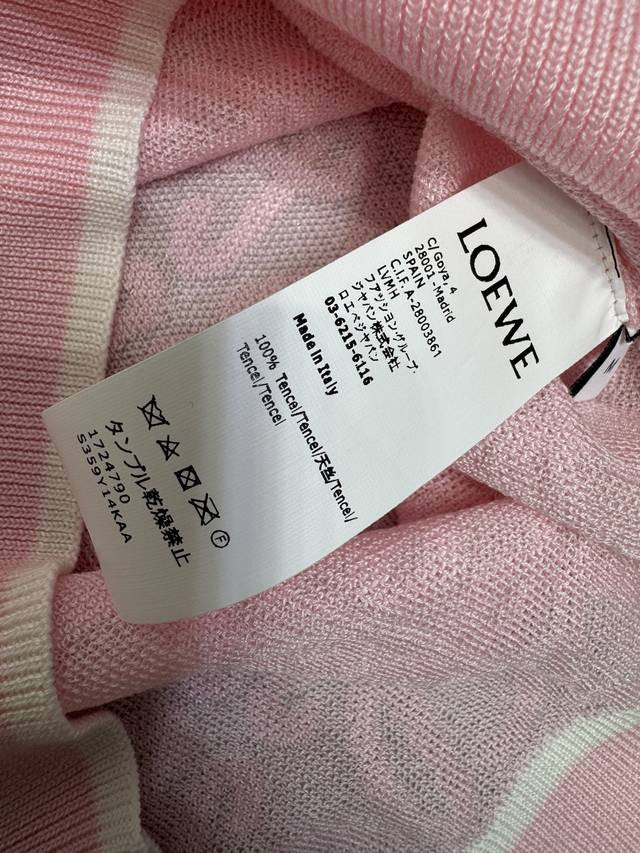 LOEWE
C/ Goya, 4
28001 - Madrid
SPAIN
C.I.F. A-28003861
LVMH
ファッション・グループ・
ジャパン株式会社
ロエベジャパン
03-6215-6116
Made in Italy
100% Tencel/Tencel/天丝/Tencel/
Tencel/Tencel
F
タンブル乾燥禁止
1724790
S359Y14KAA